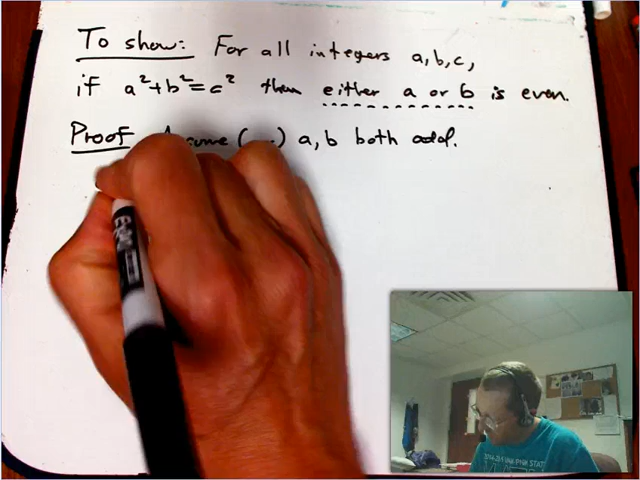 To show: For all integers a, b, c,
if a² + b² = c² then either a or b is even.
Proof a, b both odd.